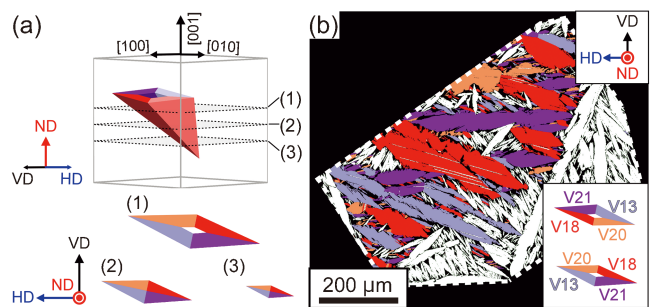 (a)
[001]
[100]
[010]
(1)
(2)
(3)
ND
VD
HD
(1)
VD
ND
HD
(2)
(3)
(b)
VD
HD
ND
V21
V13
V18
V20
V20
V18
V13
V21
200 μm